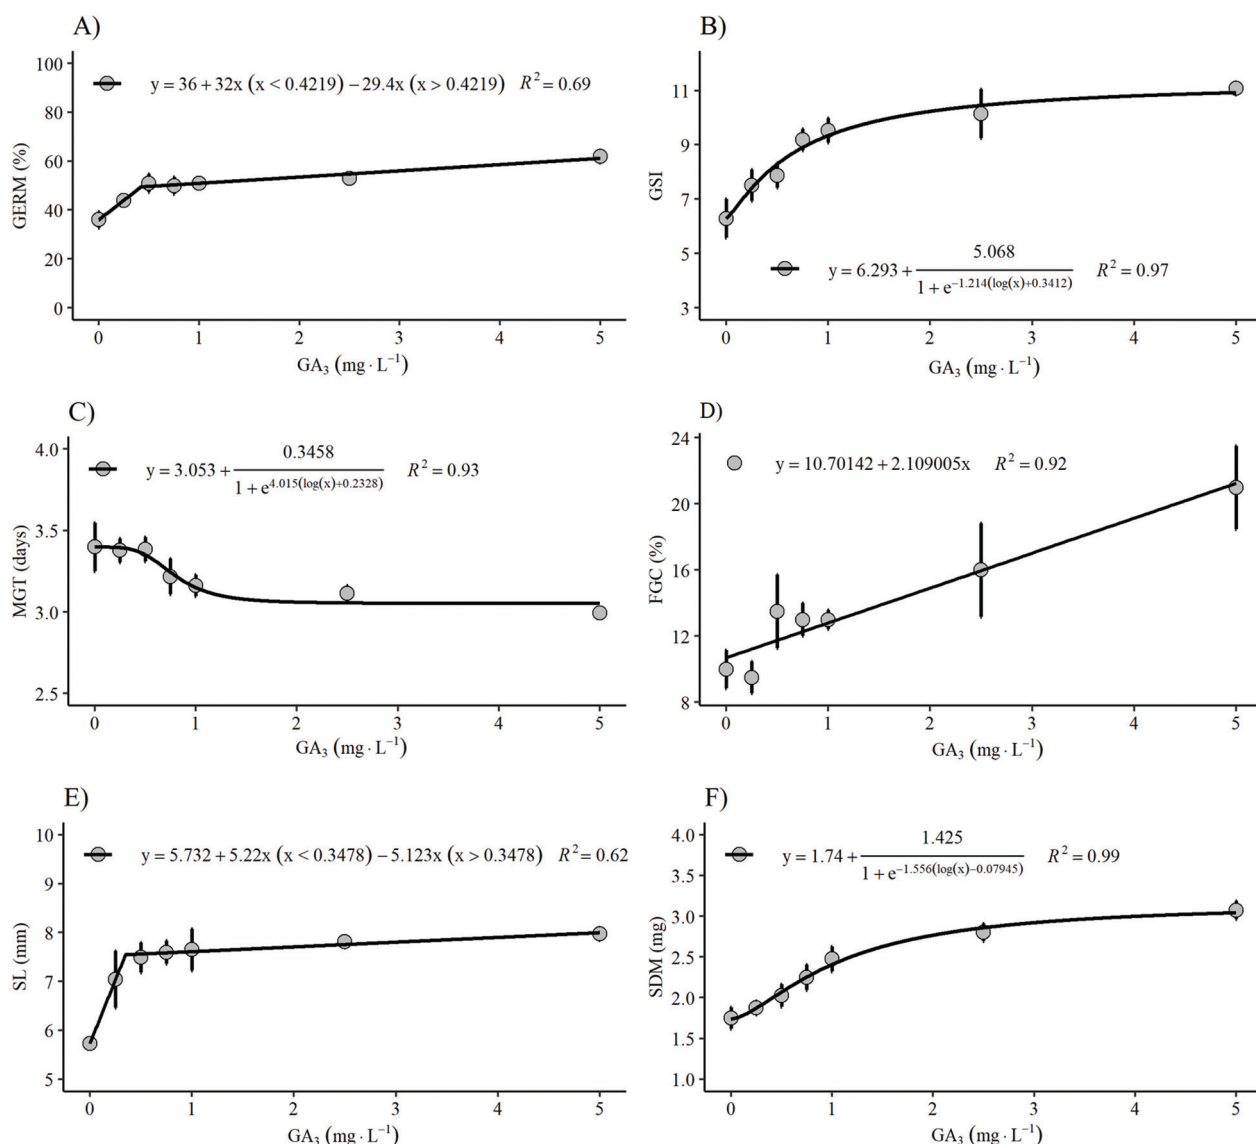 A)
100
80
60
40
20
0
GERM (%)
y = 36 + 32x (x < 0.4219) − 29.4x (x > 0.4219) R² = 0.69
0 1 2 3 4 5
GA₃ (mg · L⁻¹)
B)
11
9
7
5
3
GSI
y = 6.293 + 5.068 / 1 + e^−1.214(log(x)+0.3412) R² = 0.97
0 1 2 3 4 5
GA₃ (mg · L⁻¹)
C)
4.0
3.5
3.0
2.5
MGT (days)
y = 3.053 + 0.3458 / 1 + e^4.015(log(x)+0.2328) R² = 0.93
0 1 2 3 4 5
GA₃ (mg · L⁻¹)
D)
24
20
16
12
8
FGC (%)
y = 10.70142 + 2.109005x R² = 0.92
0 1 2 3 4 5
GA₃ (mg · L⁻¹)
E)
10
9
8
7
6
5
SL (mm)
y = 5.732 + 5.22x (x < 0.3478) − 5.123x (x > 0.3478) R² = 0.62
0 1 2 3 4 5
GA₃ (mg · L⁻¹)
F)
4.0
3.5
3.0
2.5
2.0
1.5
1.0
SDM (mg)
y = 1.74 + 1.425 / 1 + e^−1.556(log(x)−0.07945) R² = 0.99
0 1 2 3 4 5
GA₃ (mg · L⁻¹)